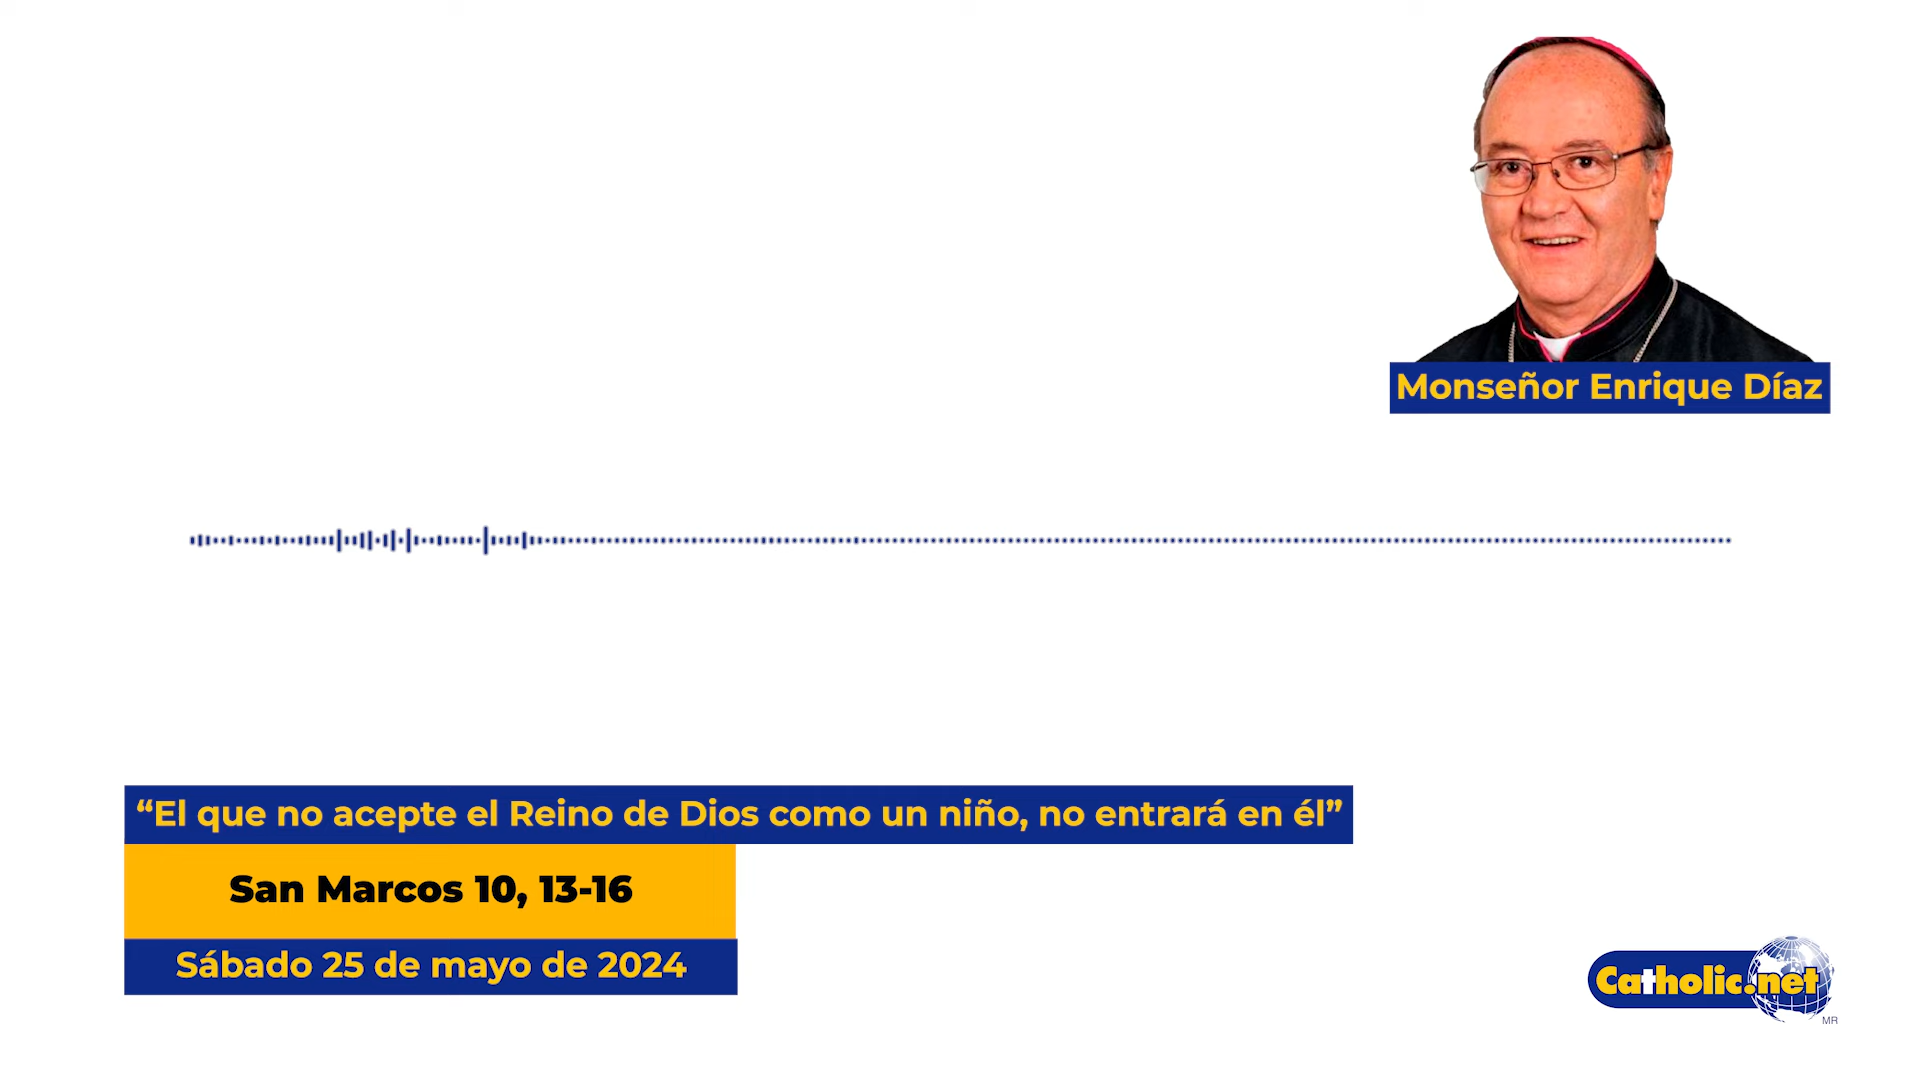 Monseñor Enrique Díaz
“El que no acepte el Reino de Dios como un niño, no entrará en él”
San Marcos 10, 13-16
Sábado 25 de mayo de 2024
Catholic.net
MR